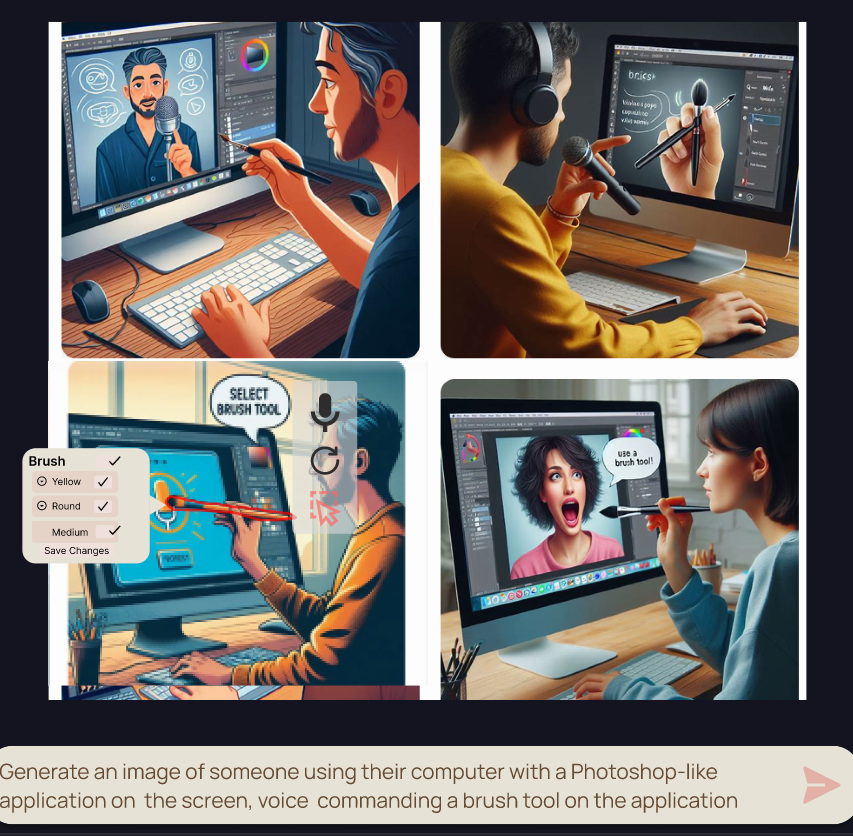 brics+
SELECT
BRUSH TOOL
use a
brush tool!
Brush
Yellow
Round
Medium
Save Changes
Generate an image of someone using their computer with a Photoshop-like
application on the screen, voice commanding a brush tool on the application